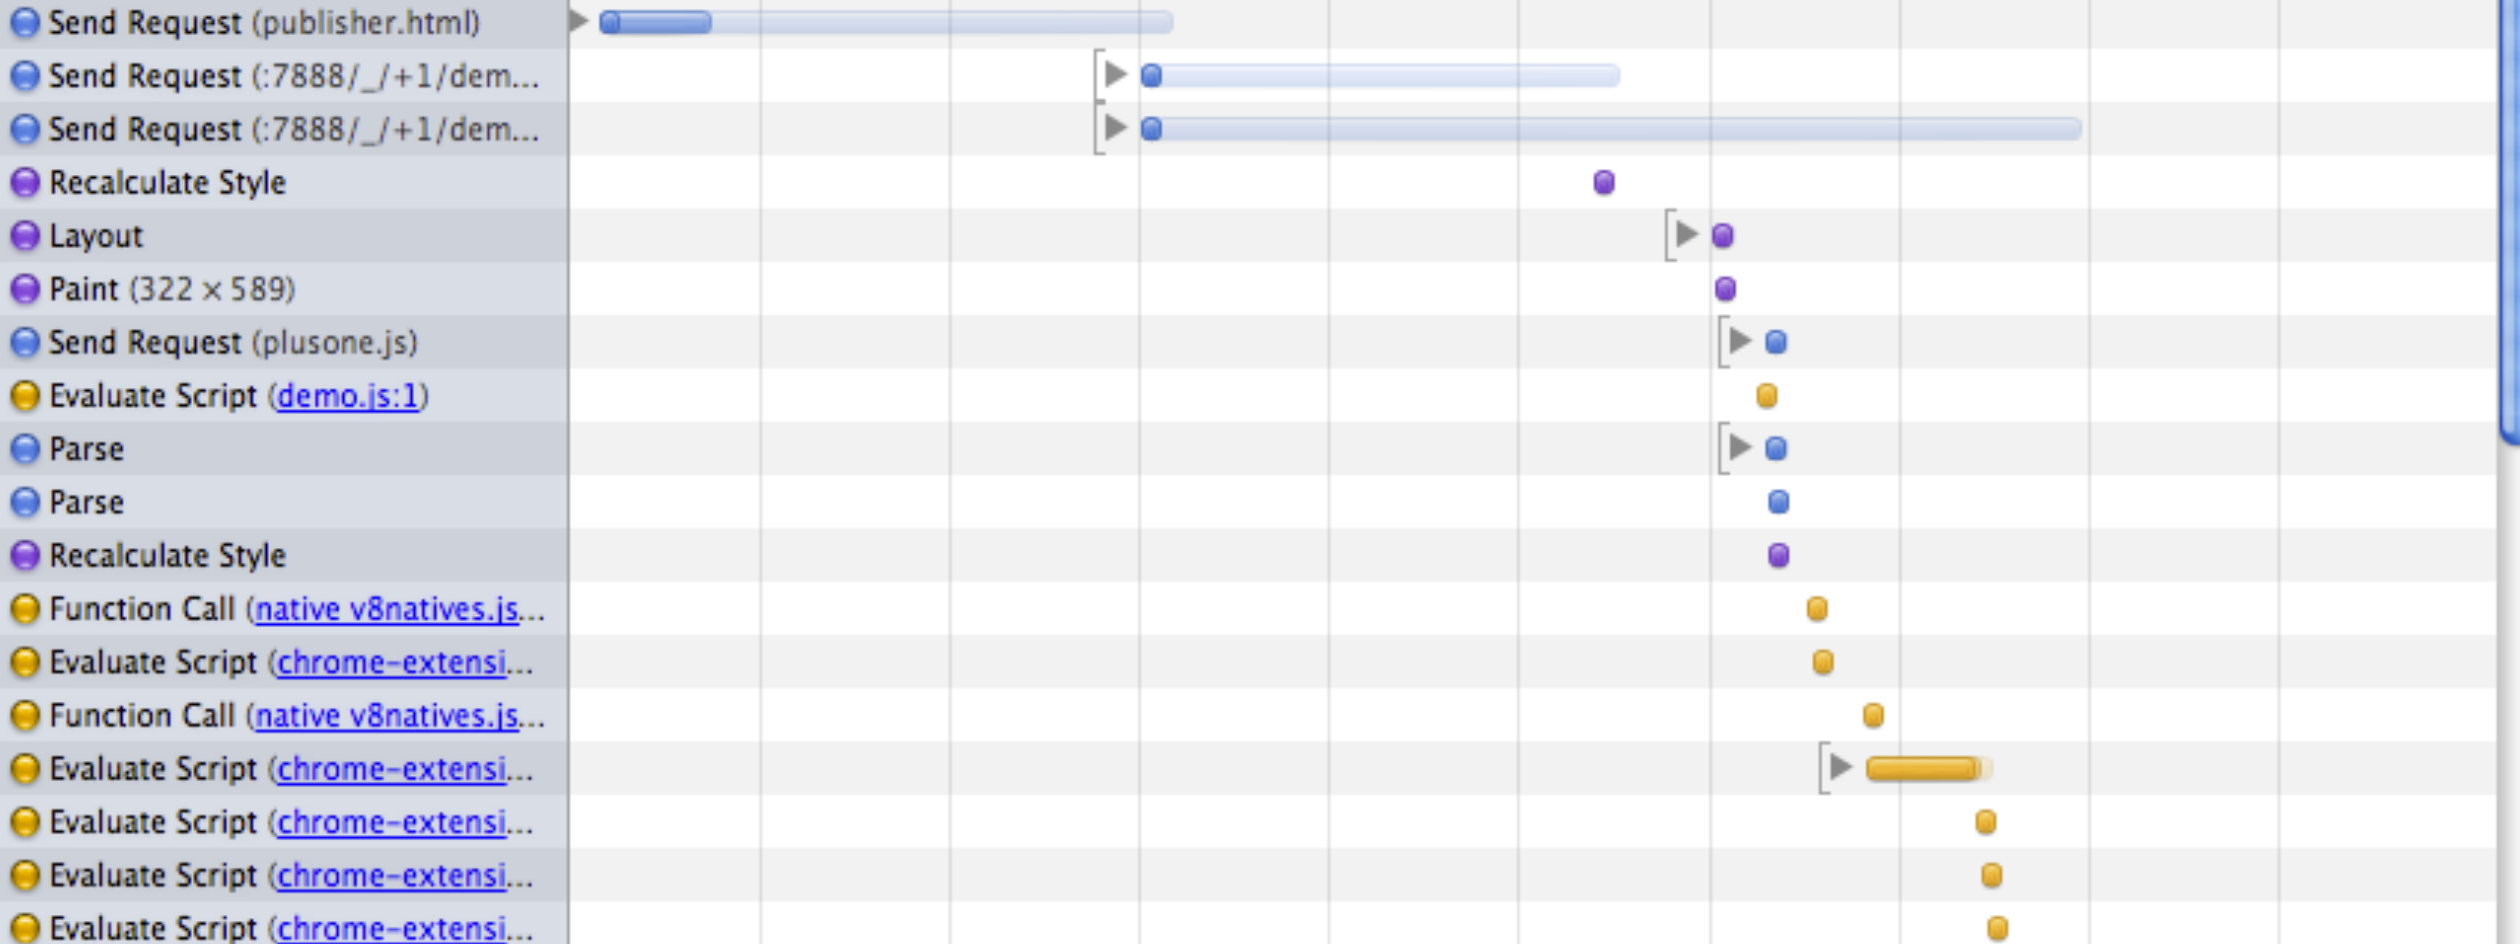 Send Request (publisher.html)
Send Request (:7888/_/+1/dem...
Send Request (:7888/_/+1/dem...
Recalculate Style
Layout
Paint (322 × 589)
Send Request (plusone.js)
Evaluate Script (demo.js:1)
Parse
Parse
Recalculate Style
Function Call (native v8natives.js...
Evaluate Script (chrome-extensi...
Function Call (native v8natives.js...
Evaluate Script (chrome-extensi...
Evaluate Script (chrome-extensi...
Evaluate Script (chrome-extensi...
Evaluate Script (chrome-extensi...